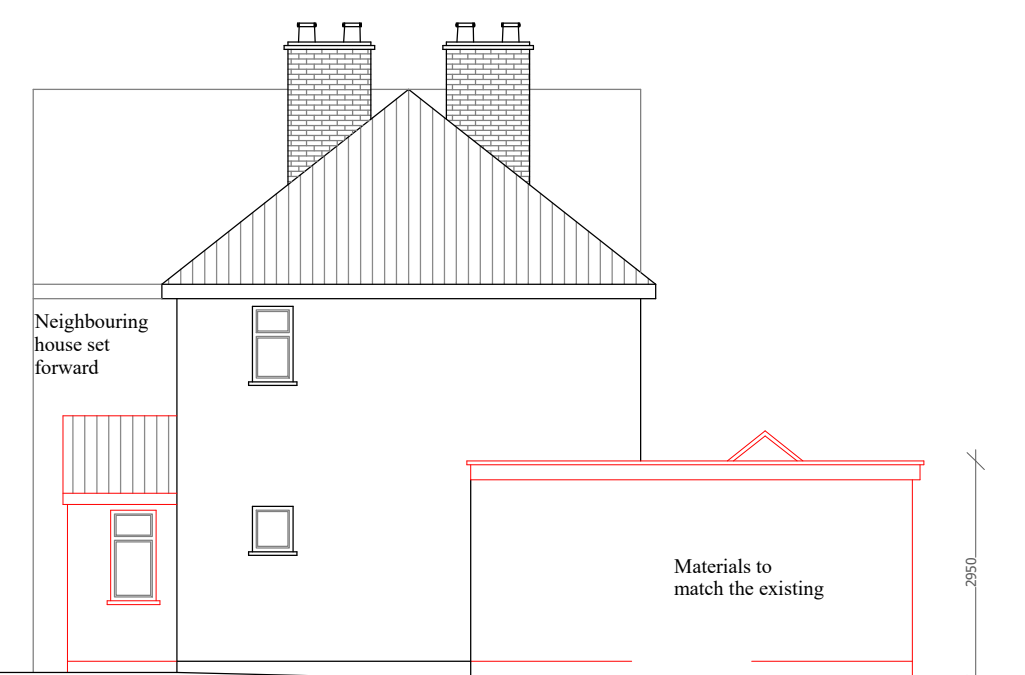 Neighbouring
house set
forward
Materials to
match the existing
2950